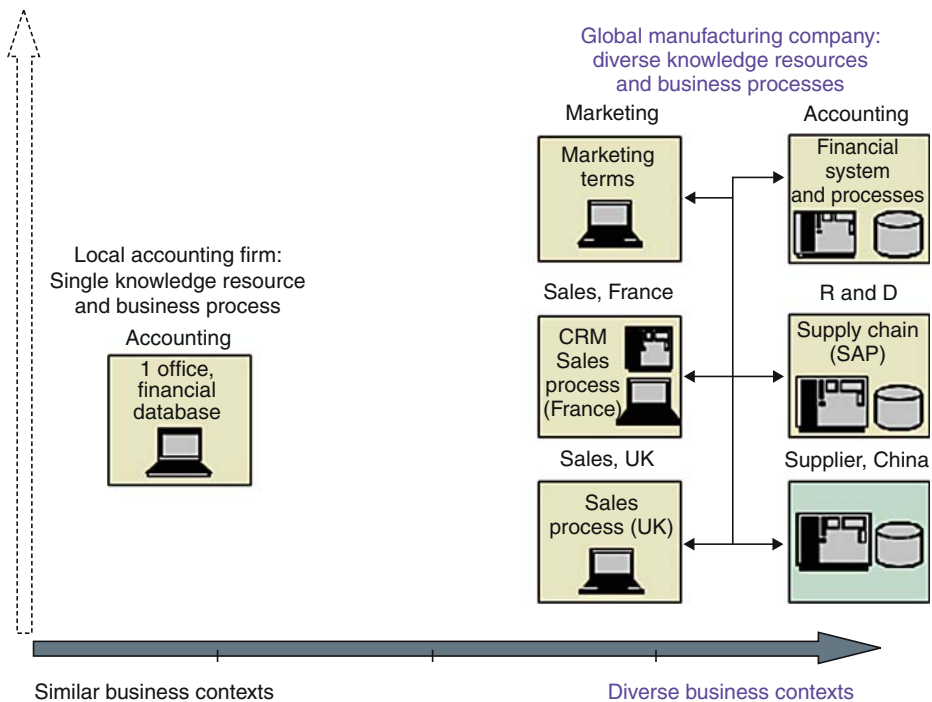 Global manufacturing company:
diverse knowledge resources
and business processes
Marketing
Marketing
terms
Accounting
Financial
system
and processes
Local accounting firm:
Single knowledge resource
and business process
Accounting
1 office,
financial
database
Sales, France
CRM
Sales
process
(France)
R and D
Supply chain
(SAP)
Sales, UK
Sales
process (UK)
Supplier, China
Similar business contexts
Diverse business contexts